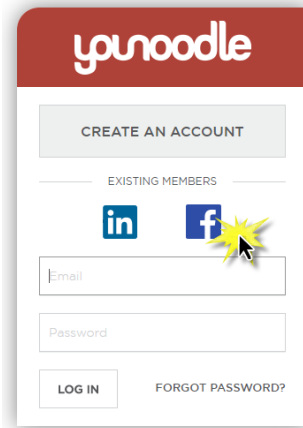 younoodle
CREATE AN ACCOUNT
EXISTING MEMBERS
in f
Email
Password
LOG IN FORGOT PASSWORD?